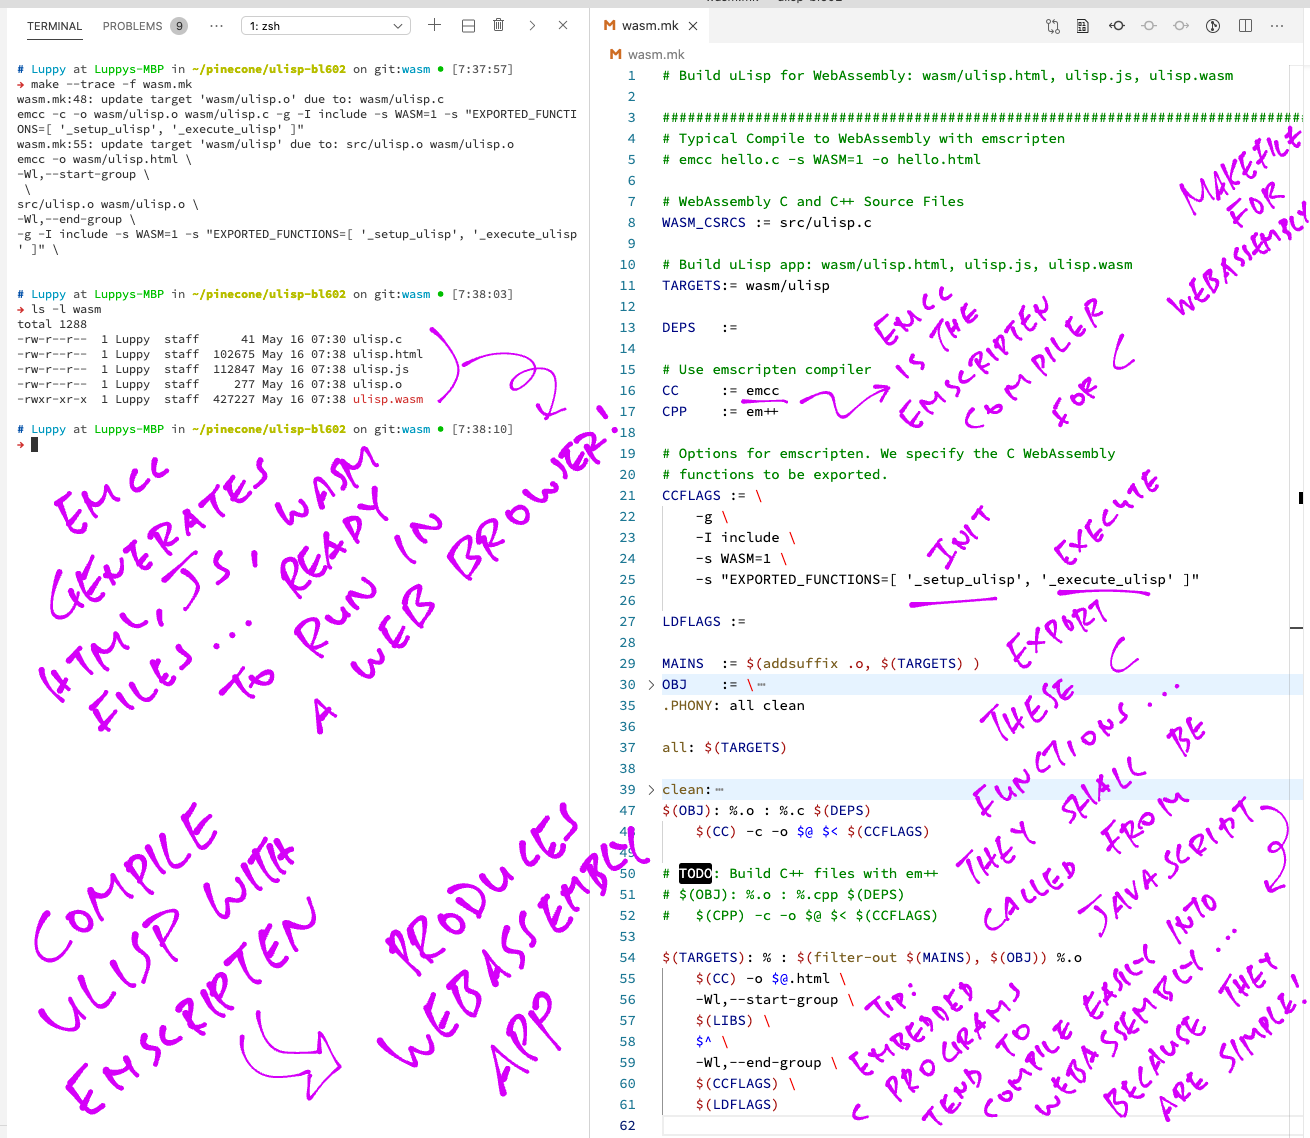 wasm.mk — ulisp-bl602
TERMINAL PROBLEMS 9 ··· 1: zsh
# Luppy at Luppys-MBP in ~/pinecone/ulisp-bl602 on git:wasm ● [7:37:57]
→ make --trace -f wasm.mk
wasm.mk:48: update target 'wasm/ulisp.o' due to: wasm/ulisp.c
emcc -c -o wasm/ulisp.o wasm/ulisp.c -g -I include -s WASM=1 -s "EXPORTED_FUNCTI
ONS=[ '_setup_ulisp', '_execute_ulisp' ]"
wasm.mk:55: update target 'wasm/ulisp' due to: src/ulisp.o wasm/ulisp.o
emcc -o wasm/ulisp.html \
-Wl,--start-group \
 \
src/ulisp.o wasm/ulisp.o \
-Wl,--end-group \
-g -I include -s WASM=1 -s "EXPORTED_FUNCTIONS=[ '_setup_ulisp', '_execute_ulisp
' ]" \
# Luppy at Luppys-MBP in ~/pinecone/ulisp-bl602 on git:wasm ● [7:38:03]
→ ls -l wasm
total 1288
-rw-r--r-- 1 Luppy staff 41 May 16 07:30 ulisp.c
-rw-r--r-- 1 Luppy staff 102675 May 16 07:38 ulisp.html
-rw-r--r-- 1 Luppy staff 112847 May 16 07:38 ulisp.js
-rw-r--r-- 1 Luppy staff 277 May 16 07:38 ulisp.o
-rwxr-xr-x 1 Luppy staff 427227 May 16 07:38 ulisp.wasm
# Luppy at Luppys-MBP in ~/pinecone/ulisp-bl602 on git:wasm ● [7:38:10]
→
EMCC
GENERATES
HTML, JS, WASM
FILES... READY
TO RUN IN
A WEB BROWSER!
COMPILE
ULISP WITH
EMSCRIPTEN
PRODUCES
WEBASSEMBLY
APP
wasm.mk
wasm.mk
1 # Build uLisp for WebAssembly: wasm/ulisp.html, ulisp.js, ulisp.wasm
2
3 ############################################################################
4 # Typical Compile to WebAssembly with emscripten
5 # emcc hello.c -s WASM=1 -o hello.html
6
7 # WebAssembly C and C++ Source Files
8 WASM_CSRCS := src/ulisp.c
9
10 # Build uLisp app: wasm/ulisp.html, ulisp.js, ulisp.wasm
11 TARGETS:= wasm/ulisp
12
13 DEPS :=
14
15 # Use emscripten compiler
16 CC := emcc
17 CPP := em++
18
19 # Options for emscripten. We specify the C WebAssembly
20 # functions to be exported.
21 CCFLAGS := \
22 -g \
23 -I include \
24 -s WASM=1 \
25 -s "EXPORTED_FUNCTIONS=[ '_setup_ulisp', '_execute_ulisp' ]"
26
27 LDFLAGS :=
28
29 MAINS := $(addsuffix .o, $(TARGETS) )
30 OBJ := \ ⋯
35 .PHONY: all clean
36
37 all: $(TARGETS)
38
39 clean: ⋯
47 $(OBJ): %.o : %.c $(DEPS)
48 $(CC) -c -o $@ $< $(CCFLAGS)
49
50 # TODO: Build C++ files with em++
51 # $(OBJ): %.o : %.cpp $(DEPS)
52 # $(CPP) -c -o $@ $< $(CCFLAGS)
53
54 $(TARGETS): % : $(filter-out $(MAINS), $(OBJ)) %.o
55 $(CC) -o $@.html \
56 -Wl,--start-group \
57 $(LIBS) \
58 $^ \
59 -Wl,--end-group \
60 $(CCFLAGS) \
61 $(LDFLAGS)
62
MAKEFILE
FOR
WEBASSEMBLY
EMCC
IS THE
EMSCRIPTEN
COMPILER
FOR C
INIT
EXECUTE
EXPORT
THESE C
FUNCTIONS...
THEY SHALL BE
CALLED FROM
JAVASCRIPT
TIP:
EMBEDDED
C PROGRAMS
TEND TO
COMPILE EASILY INTO
WEBASSEMBLY...
BECAUSE THEY
ARE SIMPLE!